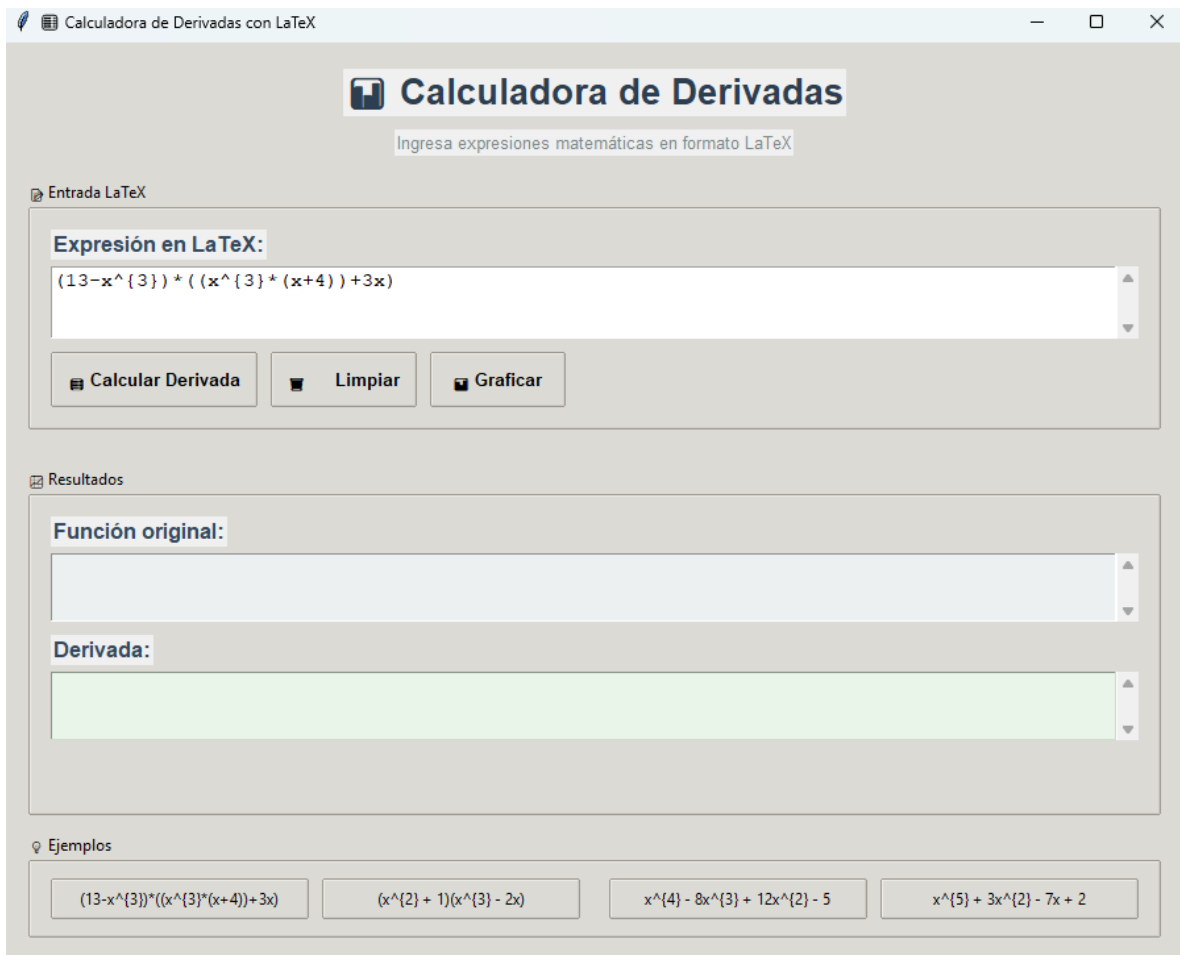 Calculadora de Derivadas con LaTeX
Calculadora de Derivadas
Ingresa expresiones matemáticas en formato LaTeX
Entrada LaTeX
Expresión en LaTeX:
(13-x^{3})*((x^{3}*(x+4))+3x)
Calcular Derivada Limpiar Graficar
Resultados
Función original:
Derivada:
Ejemplos
(13-x^{3})*((x^{3}*(x+4))+3x) (x^{2} + 1)(x^{3} - 2x) x^{4} - 8x^{3} + 12x^{2} - 5 x^{5} + 3x^{2} - 7x + 2